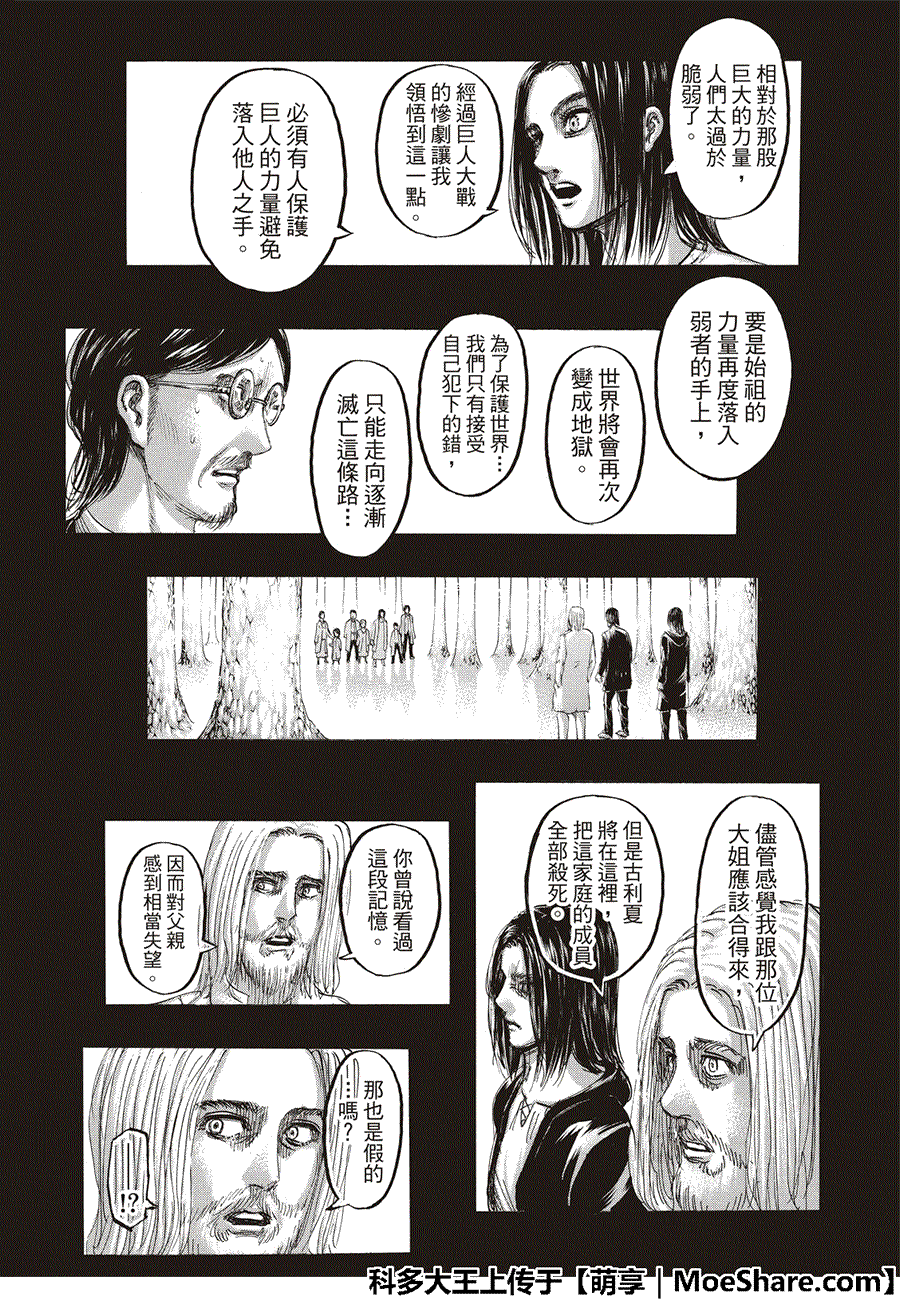 相對於那股
巨大的力量，
人們太過於
脆弱了。
經過巨人大戰
的慘劇讓我
領悟到這一點。
必須有人保護
巨人的力量避免
落入他人之手。
要是始祖的
力量再度落入
弱者的手上，
世界將會再次
變成地獄。
為了保護世界…
我們只有接受
自己犯下的錯，
只能走向逐漸
滅亡這條路…
儘管感覺我跟那位
大姐應該合得來，
但是古利夏
將在這裡，
把這家庭的成員
全部殺死。
你曾說看過
這段記憶。
因而對父親
感到相當失望。
那也是假的
…嗎?
……!?
科多大王上传于【萌享｜MoeShare.com】